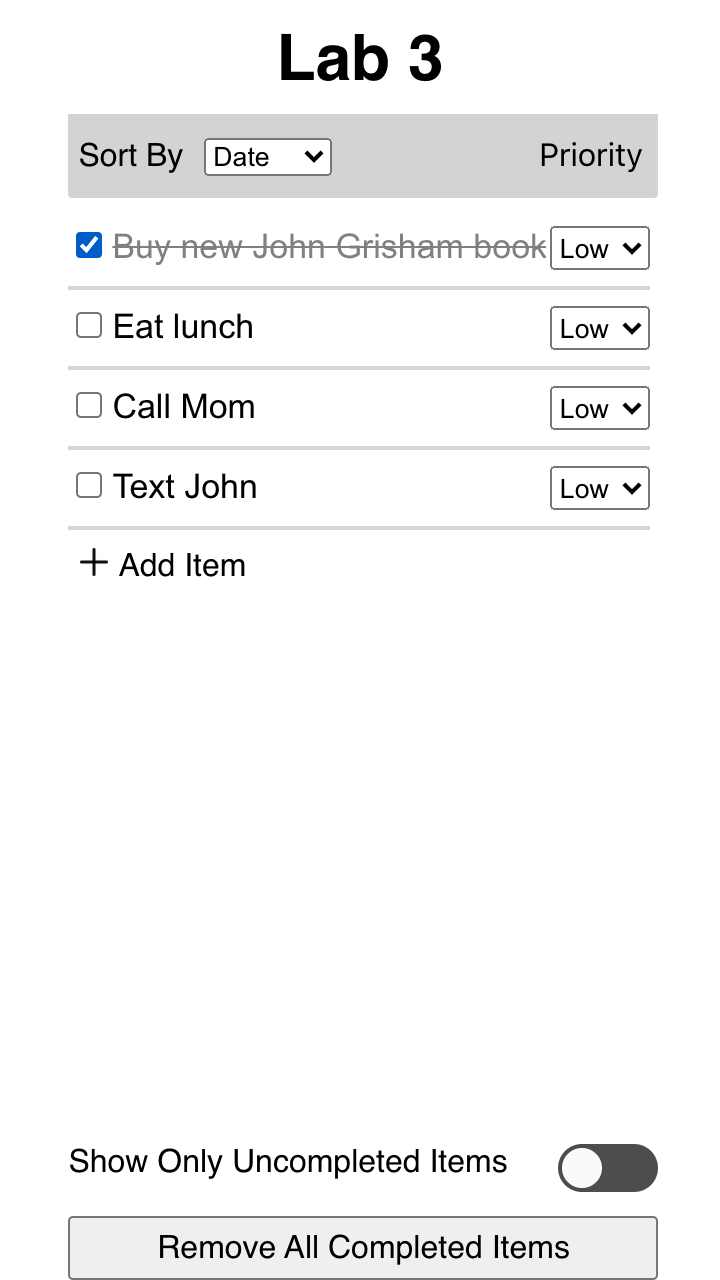 Lab 3
Sort By Date Priority
Buy new John Grisham book Low
Eat lunch Low
Call Mom Low
Text John Low
+ Add Item
Show Only Uncompleted Items
Remove All Completed Items